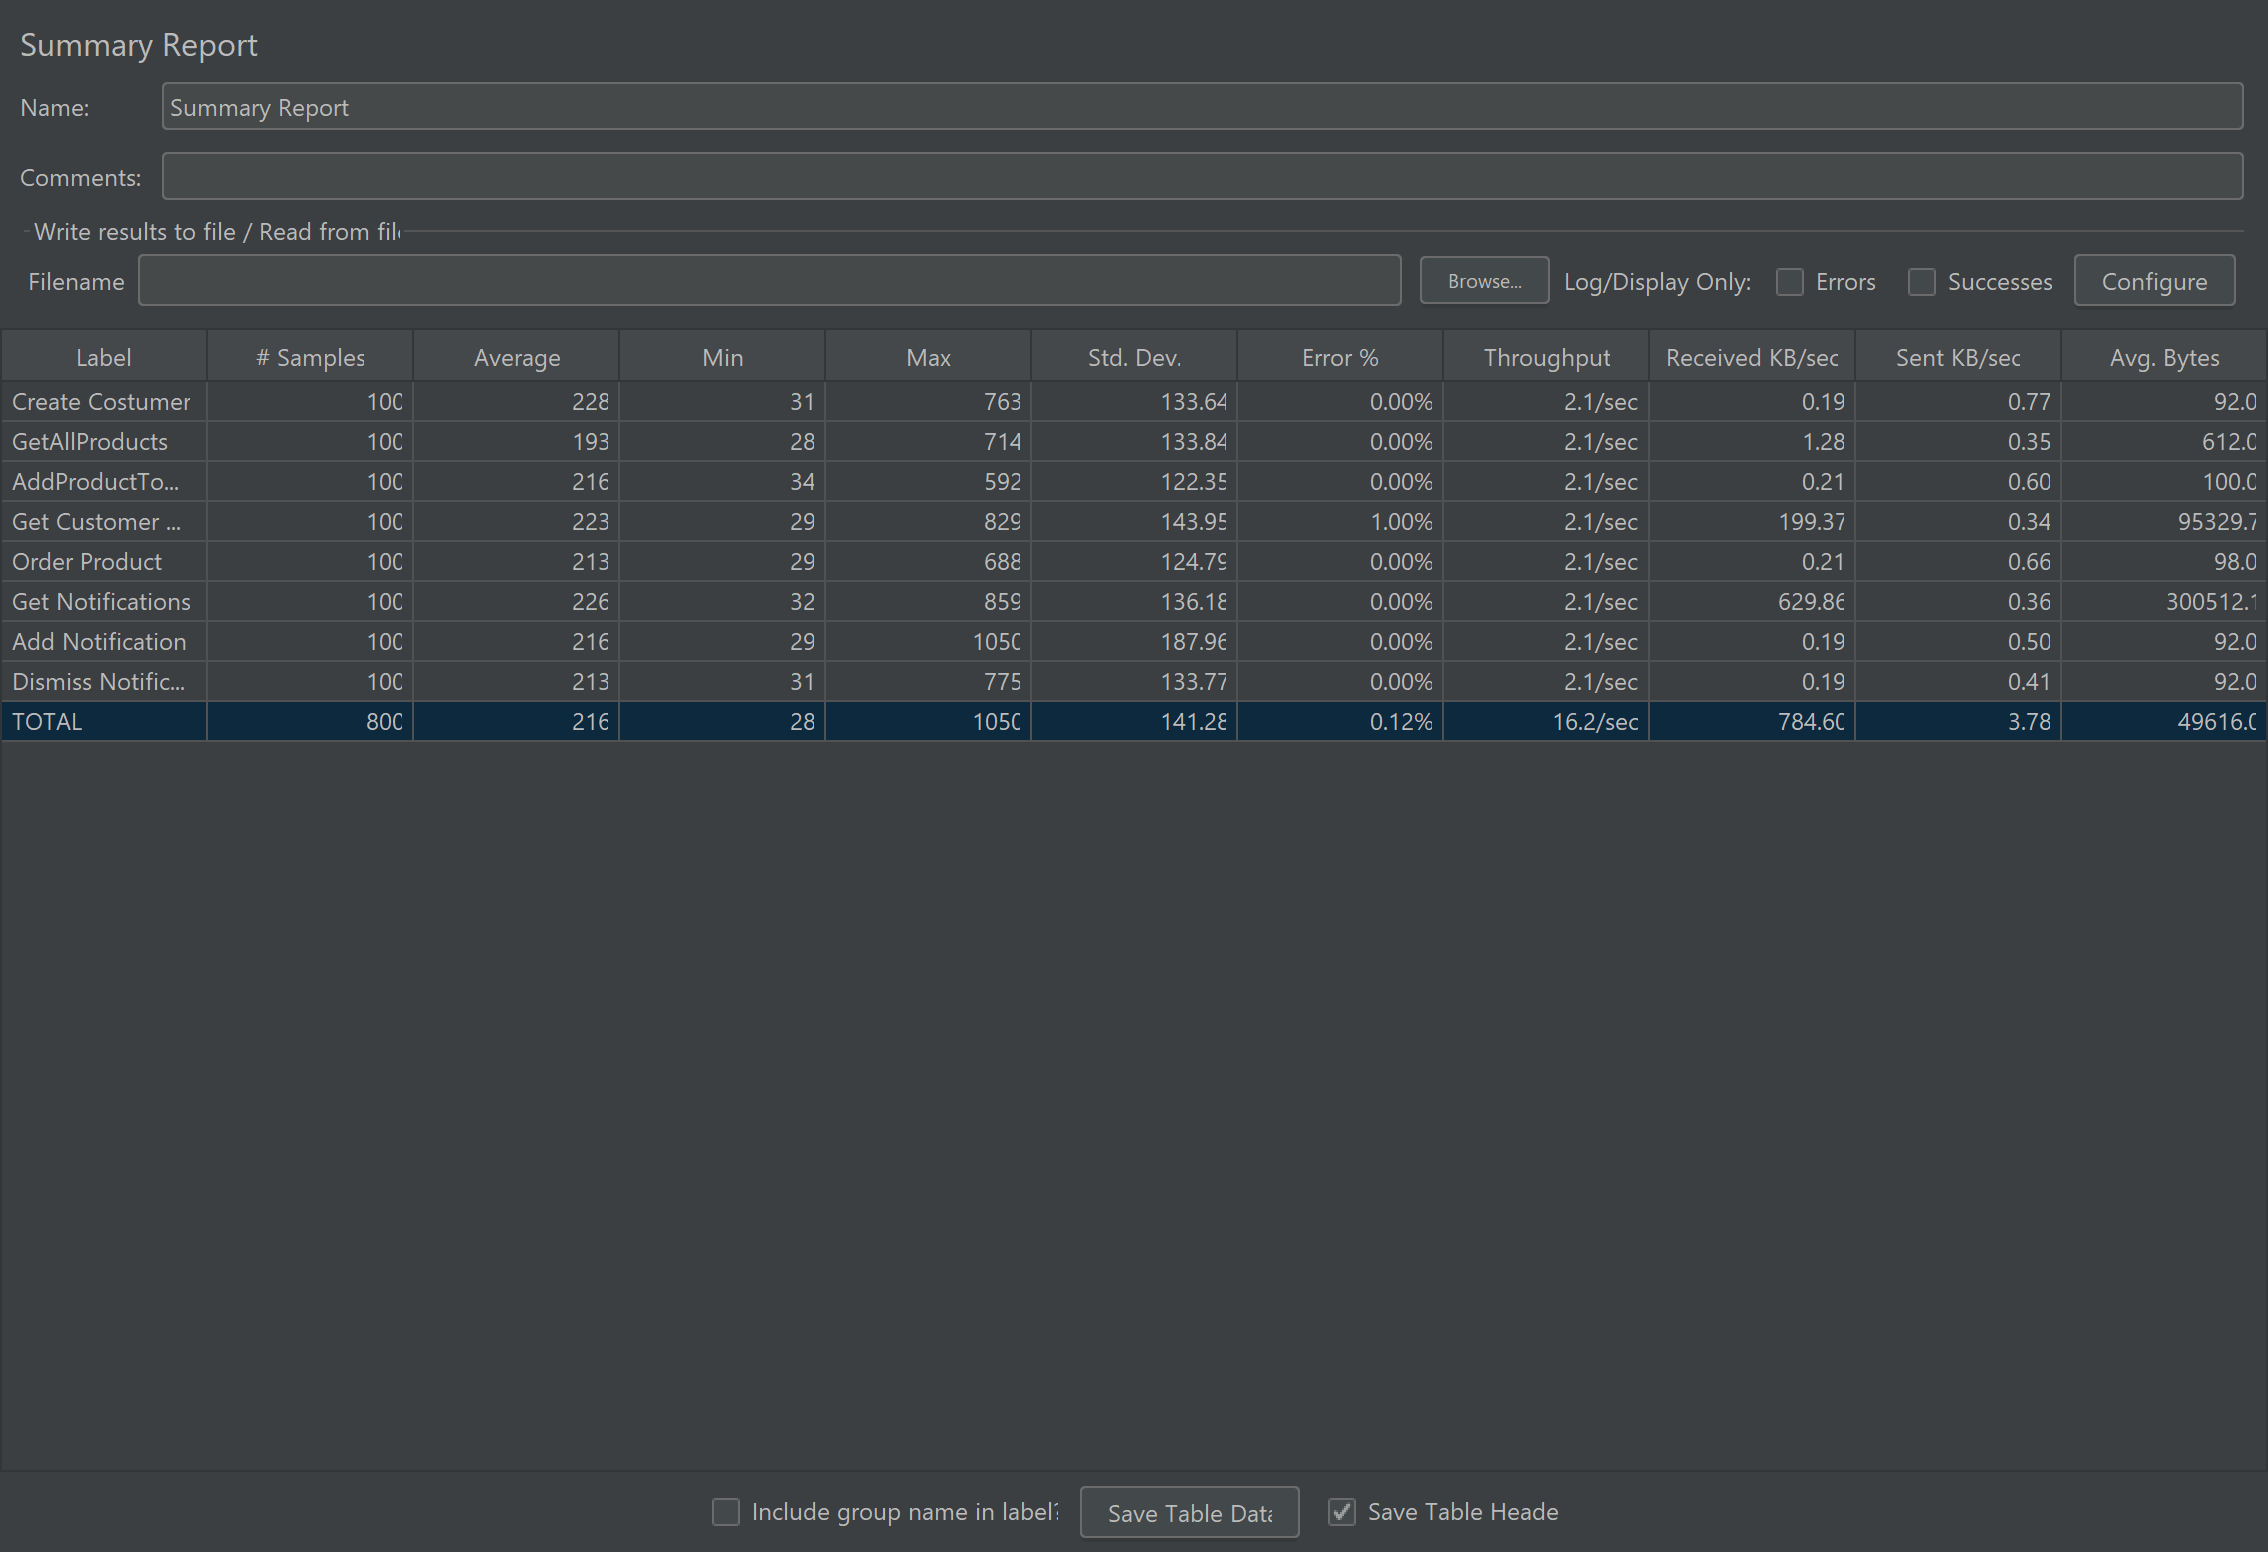 Summary Report
Name: Summary Report
Comments:
Write results to file / Read from file
Filename Browse... Log/Display Only: Errors Successes Configure
Label # Samples Average Min Max Std. Dev. Error % Throughput Received KB/sec Sent KB/sec Avg. Bytes
Create Costumer 100 228 31 763 133.64 0.00% 2.1/sec 0.19 0.77 92.0
GetAllProducts 100 193 28 714 133.84 0.00% 2.1/sec 1.28 0.35 612.0
AddProductTo... 100 216 34 592 122.35 0.00% 2.1/sec 0.21 0.60 100.0
Get Customer ... 100 223 29 829 143.95 1.00% 2.1/sec 199.37 0.34 95329.7
Order Product 100 213 29 688 124.79 0.00% 2.1/sec 0.21 0.66 98.0
Get Notifications 100 226 32 859 136.18 0.00% 2.1/sec 629.86 0.36 300512.1
Add Notification 100 216 29 1050 187.96 0.00% 2.1/sec 0.19 0.50 92.0
Dismiss Notific... 100 213 31 775 133.77 0.00% 2.1/sec 0.19 0.41 92.0
TOTAL 800 216 28 1050 141.28 0.12% 16.2/sec 784.60 3.78 49616.0
Include group name in label? Save Table Data Save Table Heade